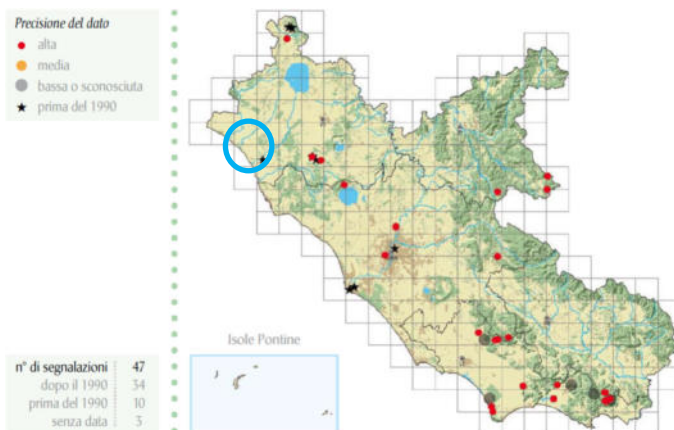 Precisione del dato
alta
media
bassa o sconosciuta
prima del 1990
Isole Pontine
n° di segnalazioni 47
dopo il 1990 34
prima del 1990 10
senza data 3